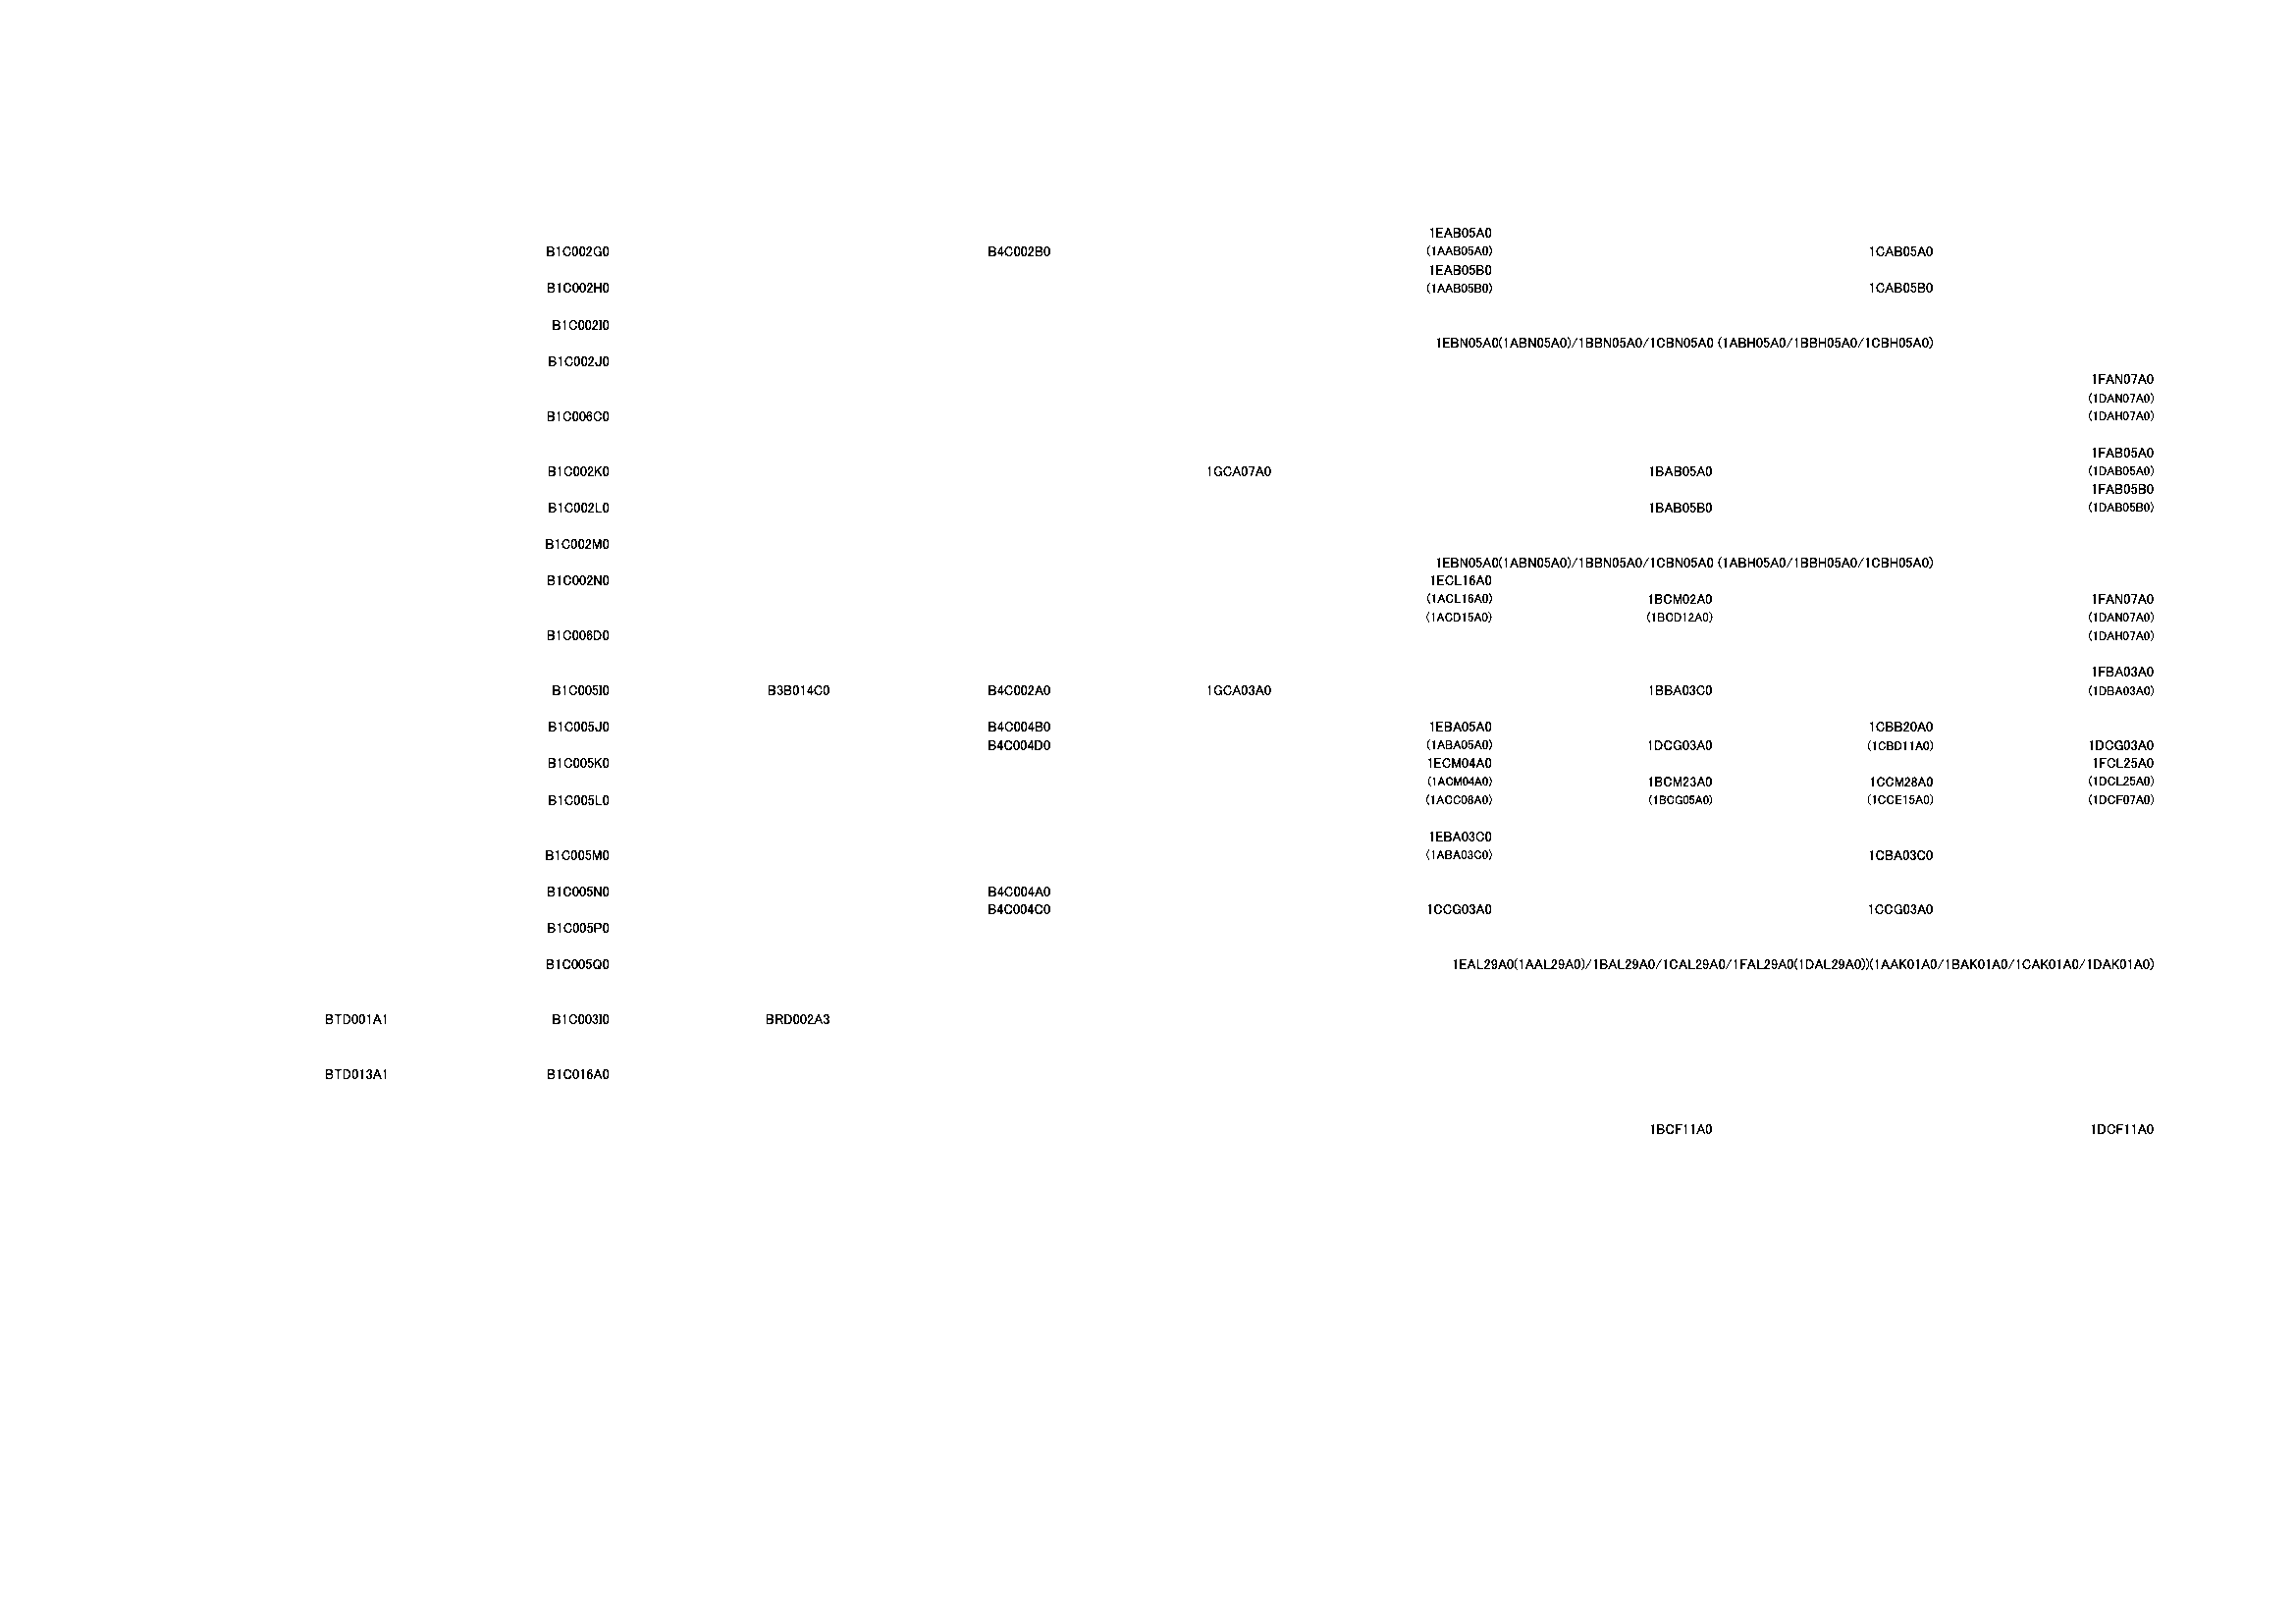 1EAB05A0
B1C002G0 B4C002B0 (1AAB05A0) 1CAB05A0
1EAB05B0
B1C002H0 (1AAB05B0) 1CAB05B0
B1C002I0
1EBN05A0(1ABN05A0)/1BBN05A0/1CBN05A0 (1ABH05A0/1BBH05A0/1CBH05A0)
B1C002J0
1FAN07A0
(1DAN07A0)
B1C006C0 (1DAH07A0)
1FAB05A0
B1C002K0 1GCA07A0 1BAB05A0 (1DAB05A0)
1FAB05B0
B1C002L0 1BAB05B0 (1DAB05B0)
B1C002M0
1EBN05A0(1ABN05A0)/1BBN05A0/1CBN05A0 (1ABH05A0/1BBH05A0/1CBH05A0)
B1C002N0 1ECL16A0
(1ACL16A0) 1BCM02A0 1FAN07A0
(1ACD15A0) (1BCD12A0) (1DAN07A0)
B1C006D0 (1DAH07A0)
1FBA03A0
B1C005I0 B3B014C0 B4C002A0 1GCA03A0 1BBA03C0 (1DBA03A0)
B1C005J0 B4C004B0 1EBA05A0 1CBB20A0
B4C004D0 (1ABA05A0) 1DCG03A0 (1CBD11A0) 1DCG03A0
B1C005K0 1ECM04A0 1FCL25A0
(1ACM04A0) 1BCM23A0 1CCM28A0 (1DCL25A0)
B1C005L0 (1ACC06A0) (1BCG05A0) (1CCE15A0) (1DCF07A0)
1EBA03C0
B1C005M0 (1ABA03C0) 1CBA03C0
B1C005N0 B4C004A0
B4C004C0 1CCG03A0 1CCG03A0
B1C005P0
B1C005Q0 1EAL29A0(1AAL29A0)/1BAL29A0/1CAL29A0/1FAL29A0(1DAL29A0))(1AAK01A0/1BAK01A0/1CAK01A0/1DAK01A0)
BTD001A1 B1C003I0 BRD002A3
BTD013A1 B1C016A0
1BCF11A0 1DCF11A0